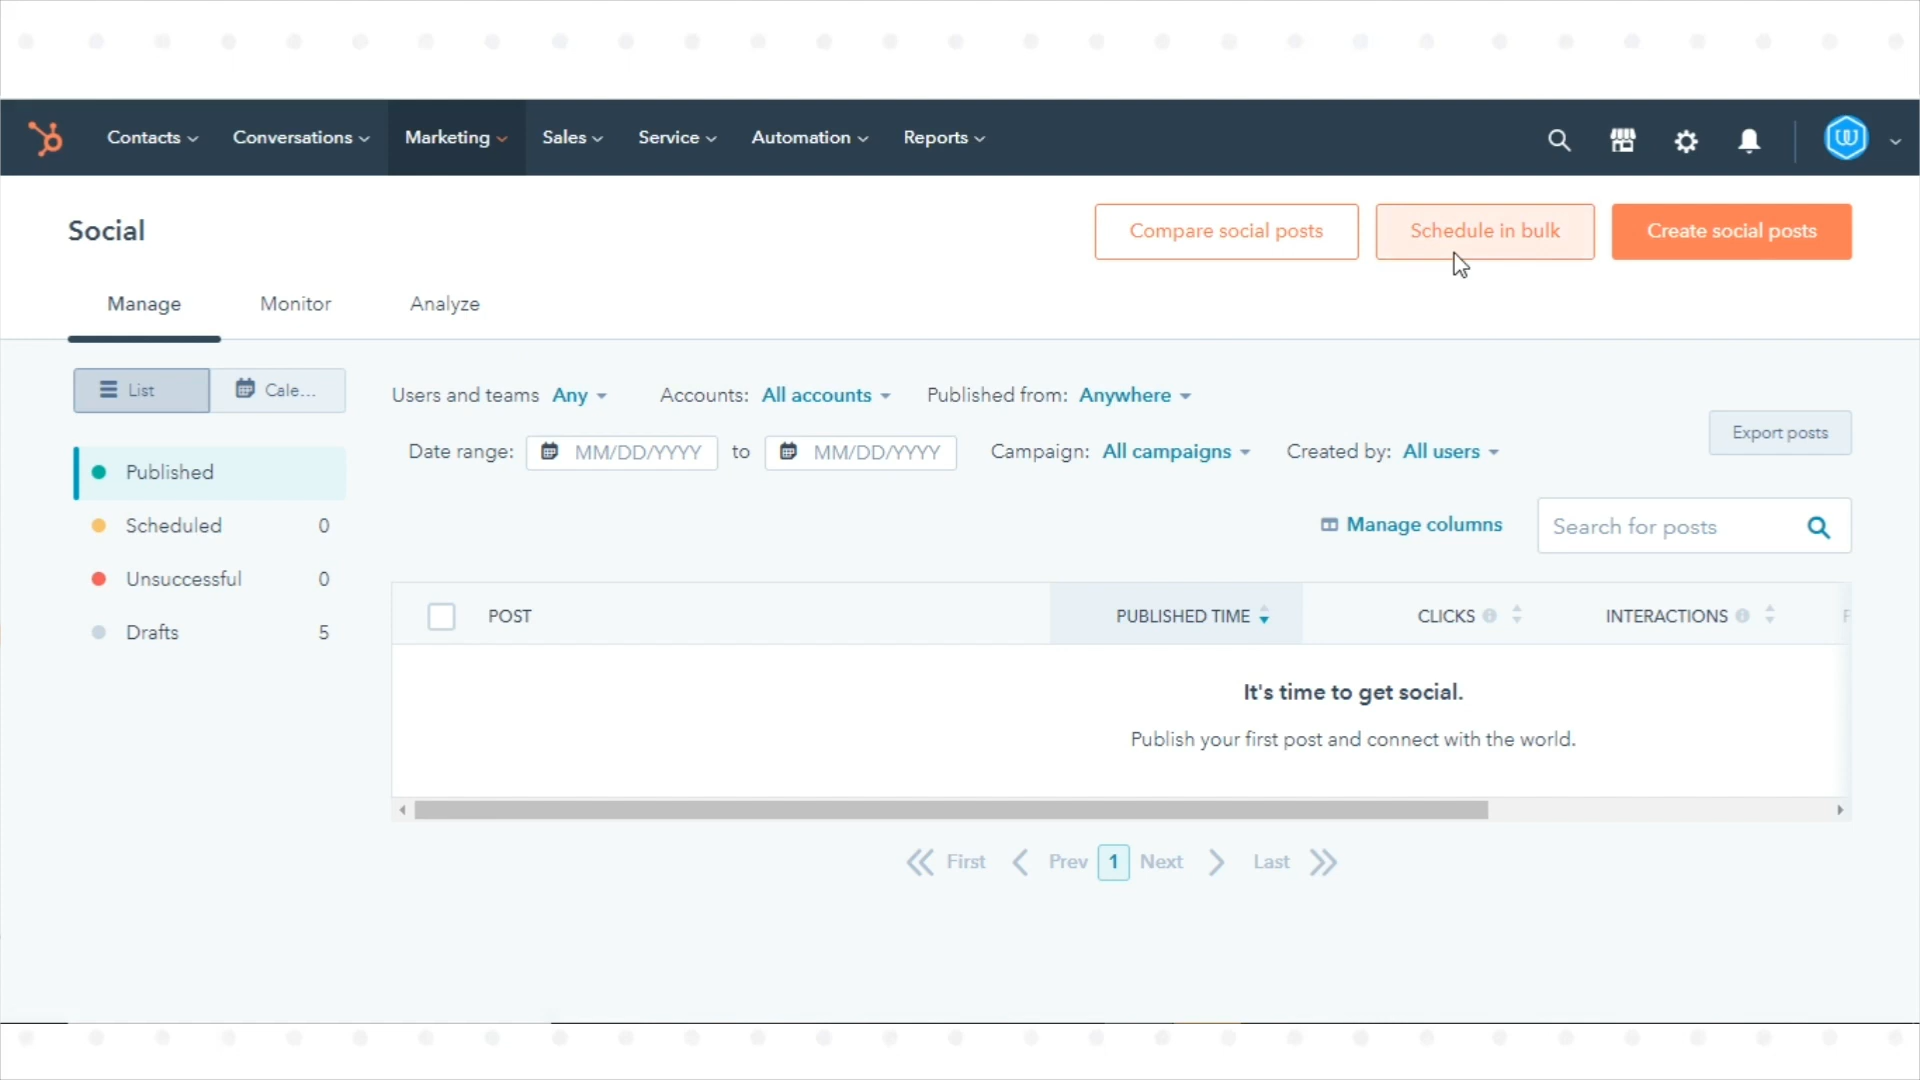 Contacts Conversations Marketing Sales Service Automation Reports
Social
Compare social posts
Schedule in bulk
Create social posts
Manage Monitor Analyze
List
Cale...
Users and teams Any Accounts: All accounts Published from: Anywhere
Date range: MM/DD/YYYY to MM/DD/YYYY Campaign: All campaigns Created by: All users
Export posts
Published
Scheduled 0
Unsuccessful 0
Drafts 5
Manage columns
Search for posts
POST PUBLISHED TIME CLICKS INTERACTIONS
It's time to get social.
Publish your first post and connect with the world.
First Prev 1 Next Last